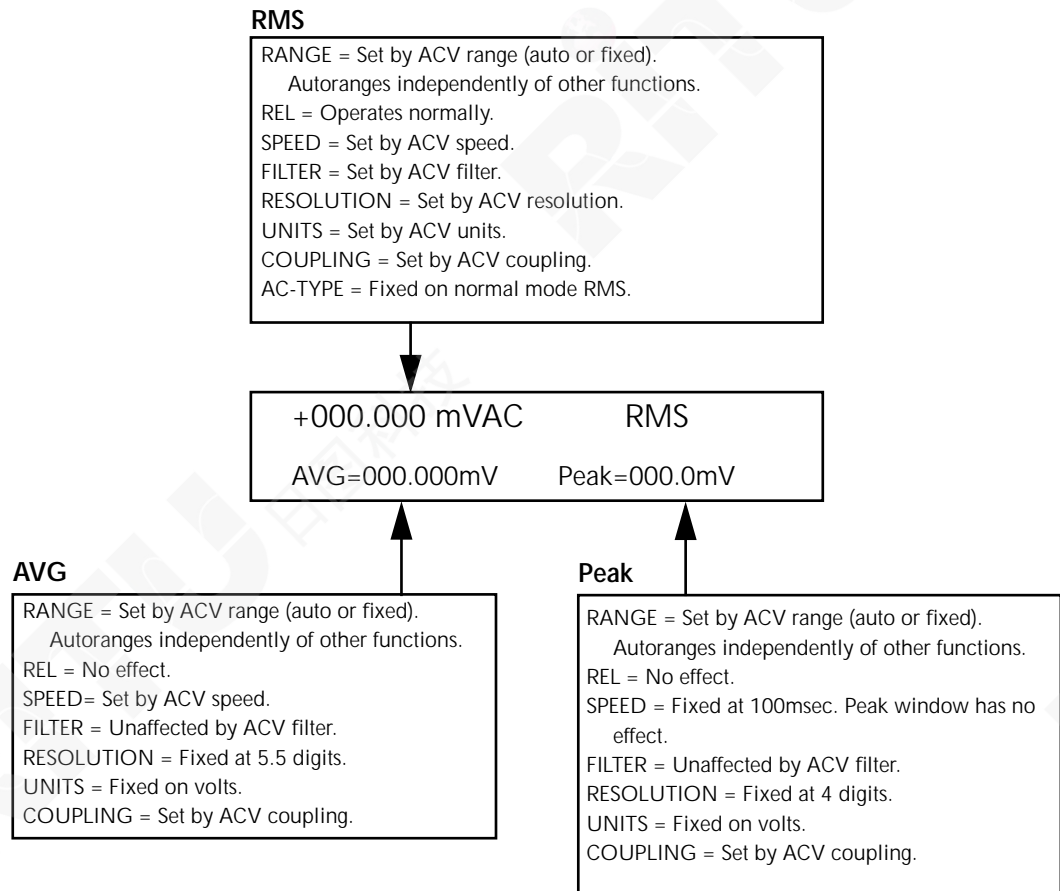 RMS
RANGE = Set by ACV range (auto or fixed).
Autoranges independently of other functions.
REL = Operates normally.
SPEED = Set by ACV speed.
FILTER = Set by ACV filter.
RESOLUTION = Set by ACV resolution.
UNITS = Set by ACV units.
COUPLING = Set by ACV coupling.
AC-TYPE = Fixed on normal mode RMS.
+000.000 mVAC RMS
AVG=000.000mV Peak=000.0mV
AVG
RANGE = Set by ACV range (auto or fixed).
Autoranges independently of other functions.
REL = No effect.
SPEED= Set by ACV speed.
FILTER = Unaffected by ACV filter.
RESOLUTION = Fixed at 5.5 digits.
UNITS = Fixed on volts.
COUPLING = Set by ACV coupling.
Peak
RANGE = Set by ACV range (auto or fixed).
Autoranges independently of other functions.
REL = No effect.
SPEED = Fixed at 100msec. Peak window has no
effect.
FILTER = Unaffected by ACV filter.
RESOLUTION = Fixed at 4 digits.
UNITS = Fixed on volts.
COUPLING = Set by ACV coupling.
日图科技